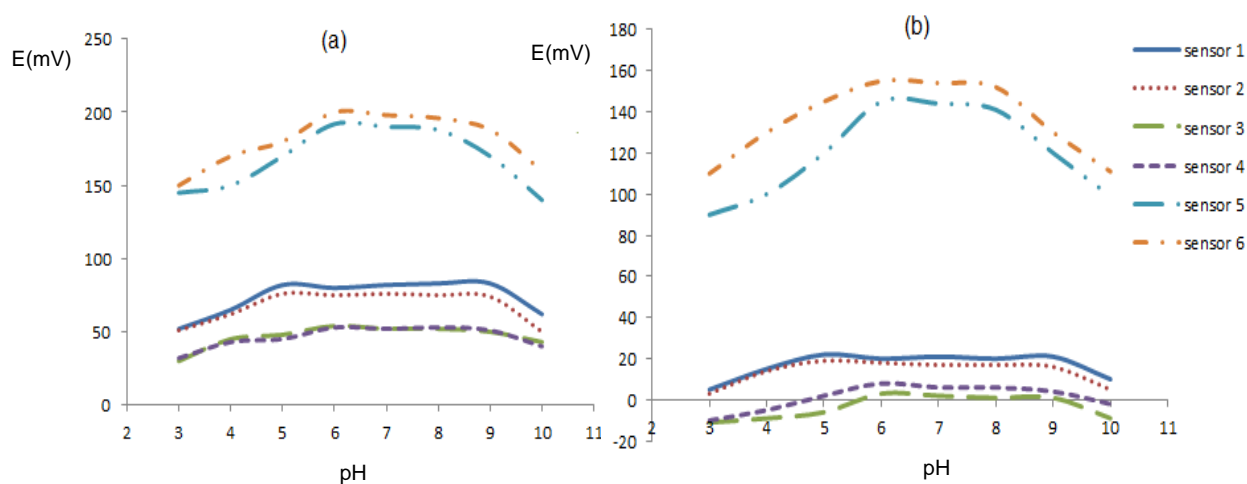 (a)
E(mV)
250
200
150
100
50
0
2 3 4 5 6 7 8 9 10 11
pH
(b)
E(mV)
180
160
140
120
100
80
60
40
20
0
-20
2 3 4 5 6 7 8 9 10 11
pH
sensor 1
sensor 2
sensor 3
sensor 4
sensor 5
sensor 6